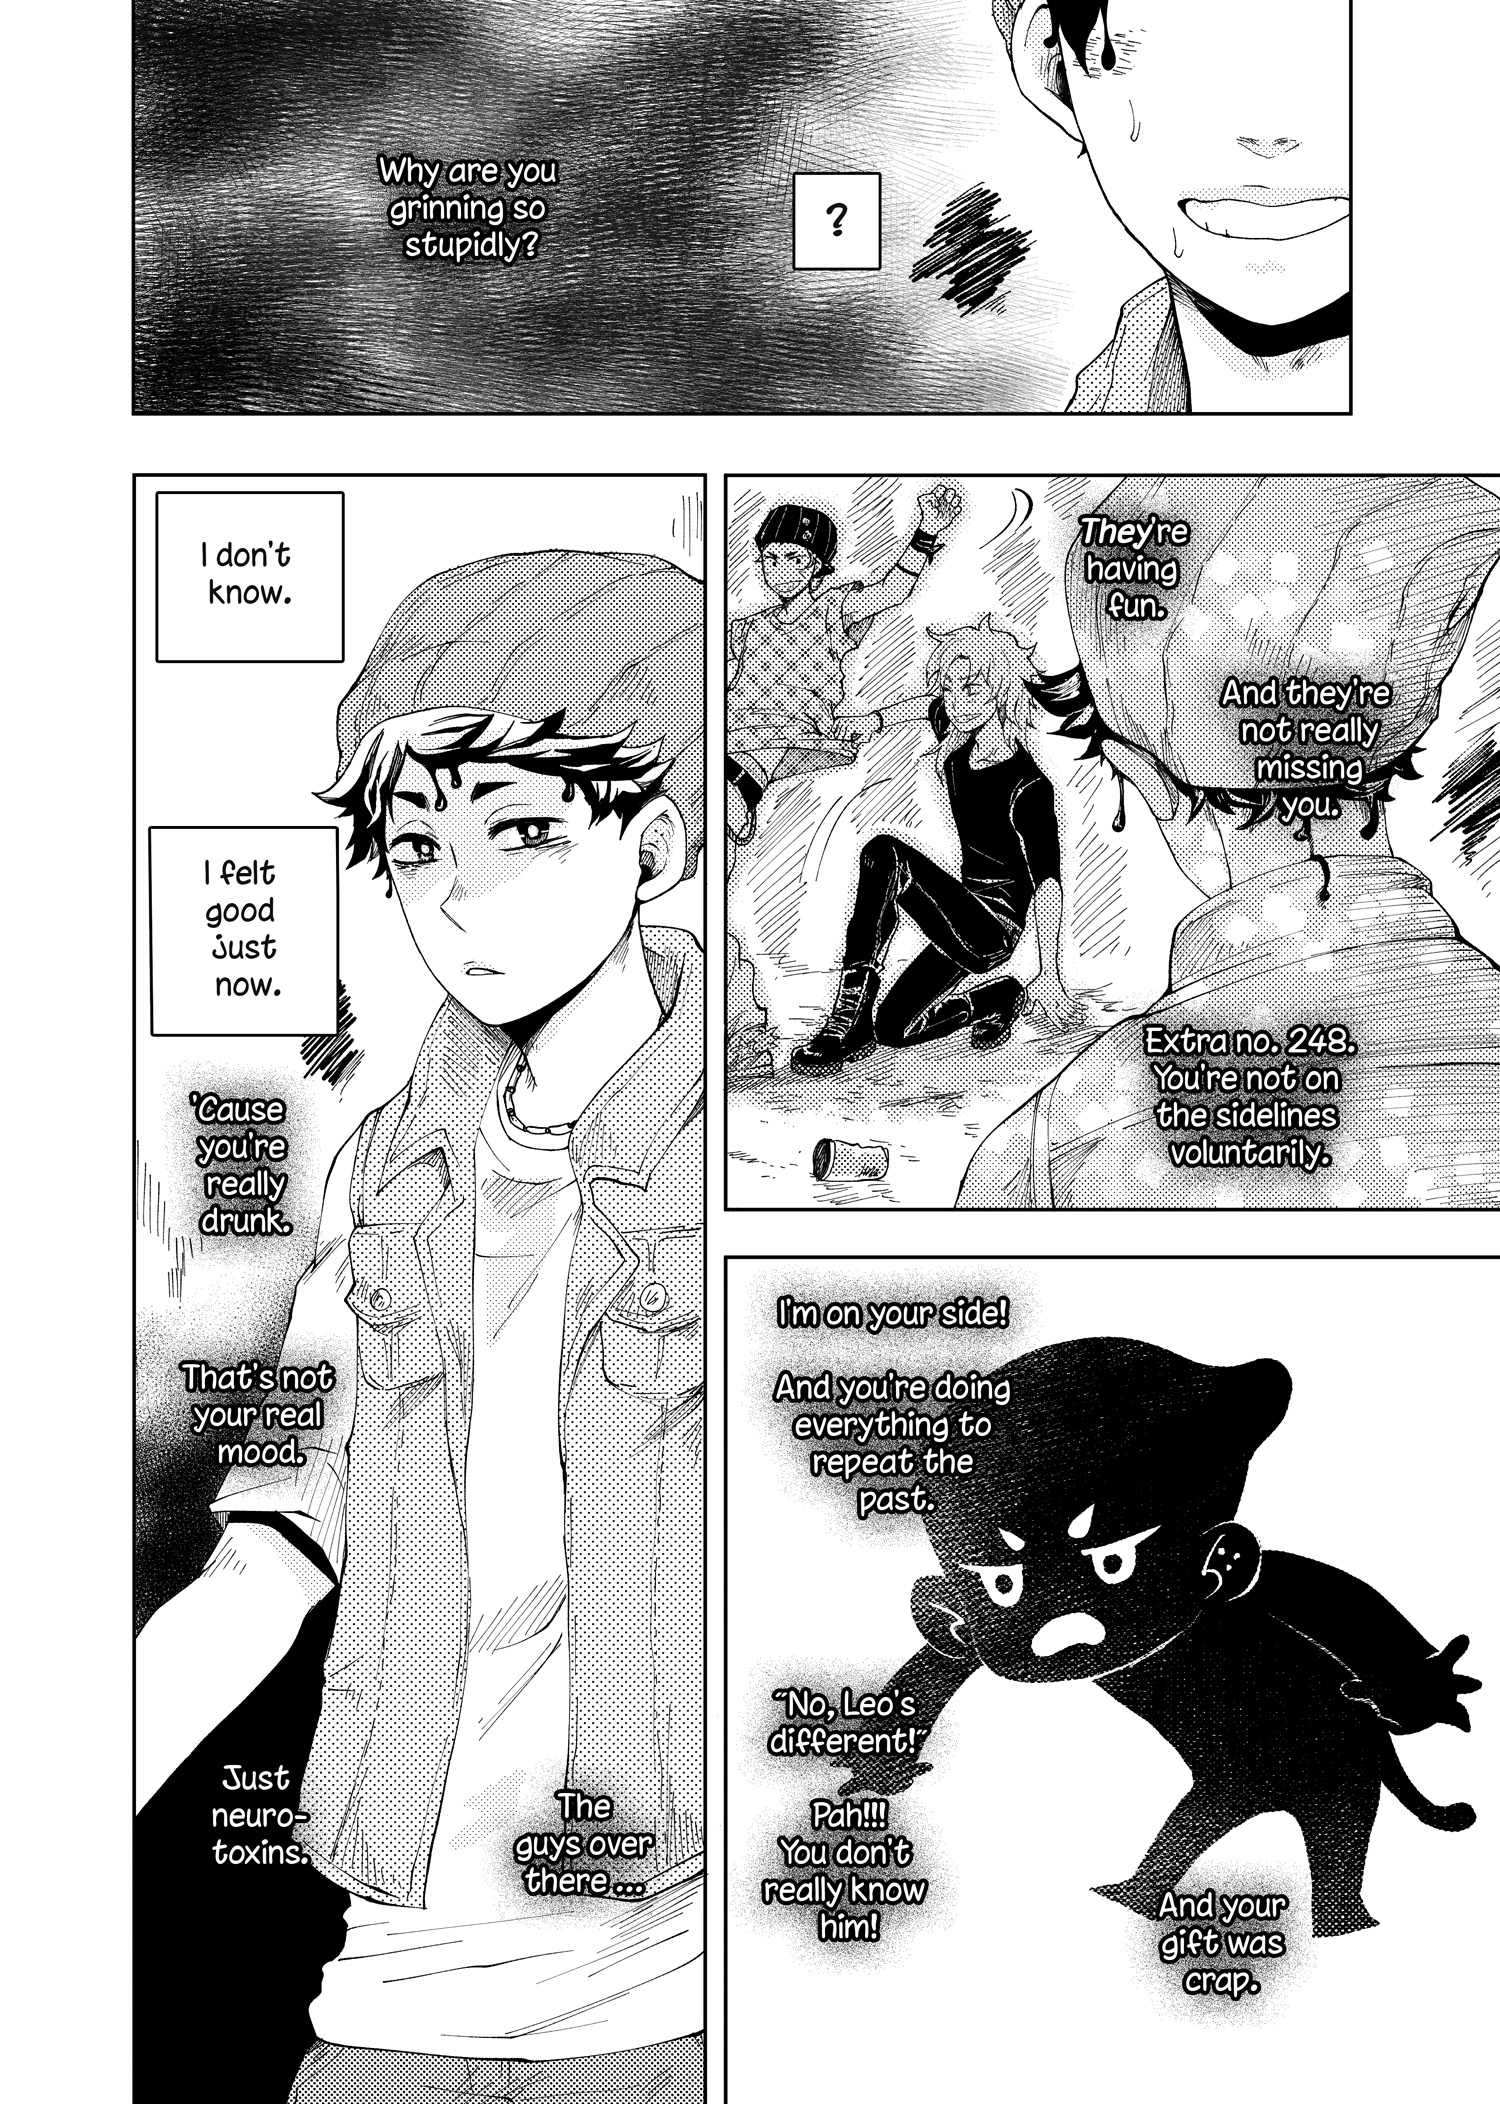 Why are you
grinning so
stupidly?
?
I don't
know.
I felt
good
just
now.
'Cause
you're
really
drunk.
That's not
your real
mood.
Just
neuro-
toxins.
The
guys over
there ...
They're
having
fun.
And they're
not really
missing
you.
Extra no. 248.
You're not on
the sidelines
voluntarily.
I'm on your side!
And you're doing
everything to
repeat the
past.
"No, Leo's
different!"
Pah!!!
You don't
really know
him!
And your
gift was
crap.